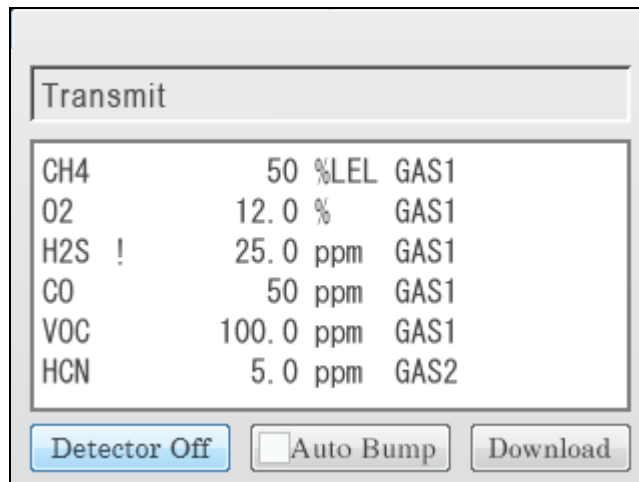 Transmit
CH4 50 %LEL GAS1
O2 12.0 % GAS1
H2S ! 25.0 ppm GAS1
CO 50 ppm GAS1
VOC 100.0 ppm GAS1
HCN 5.0 ppm GAS2
Detector Off Auto Bump Download